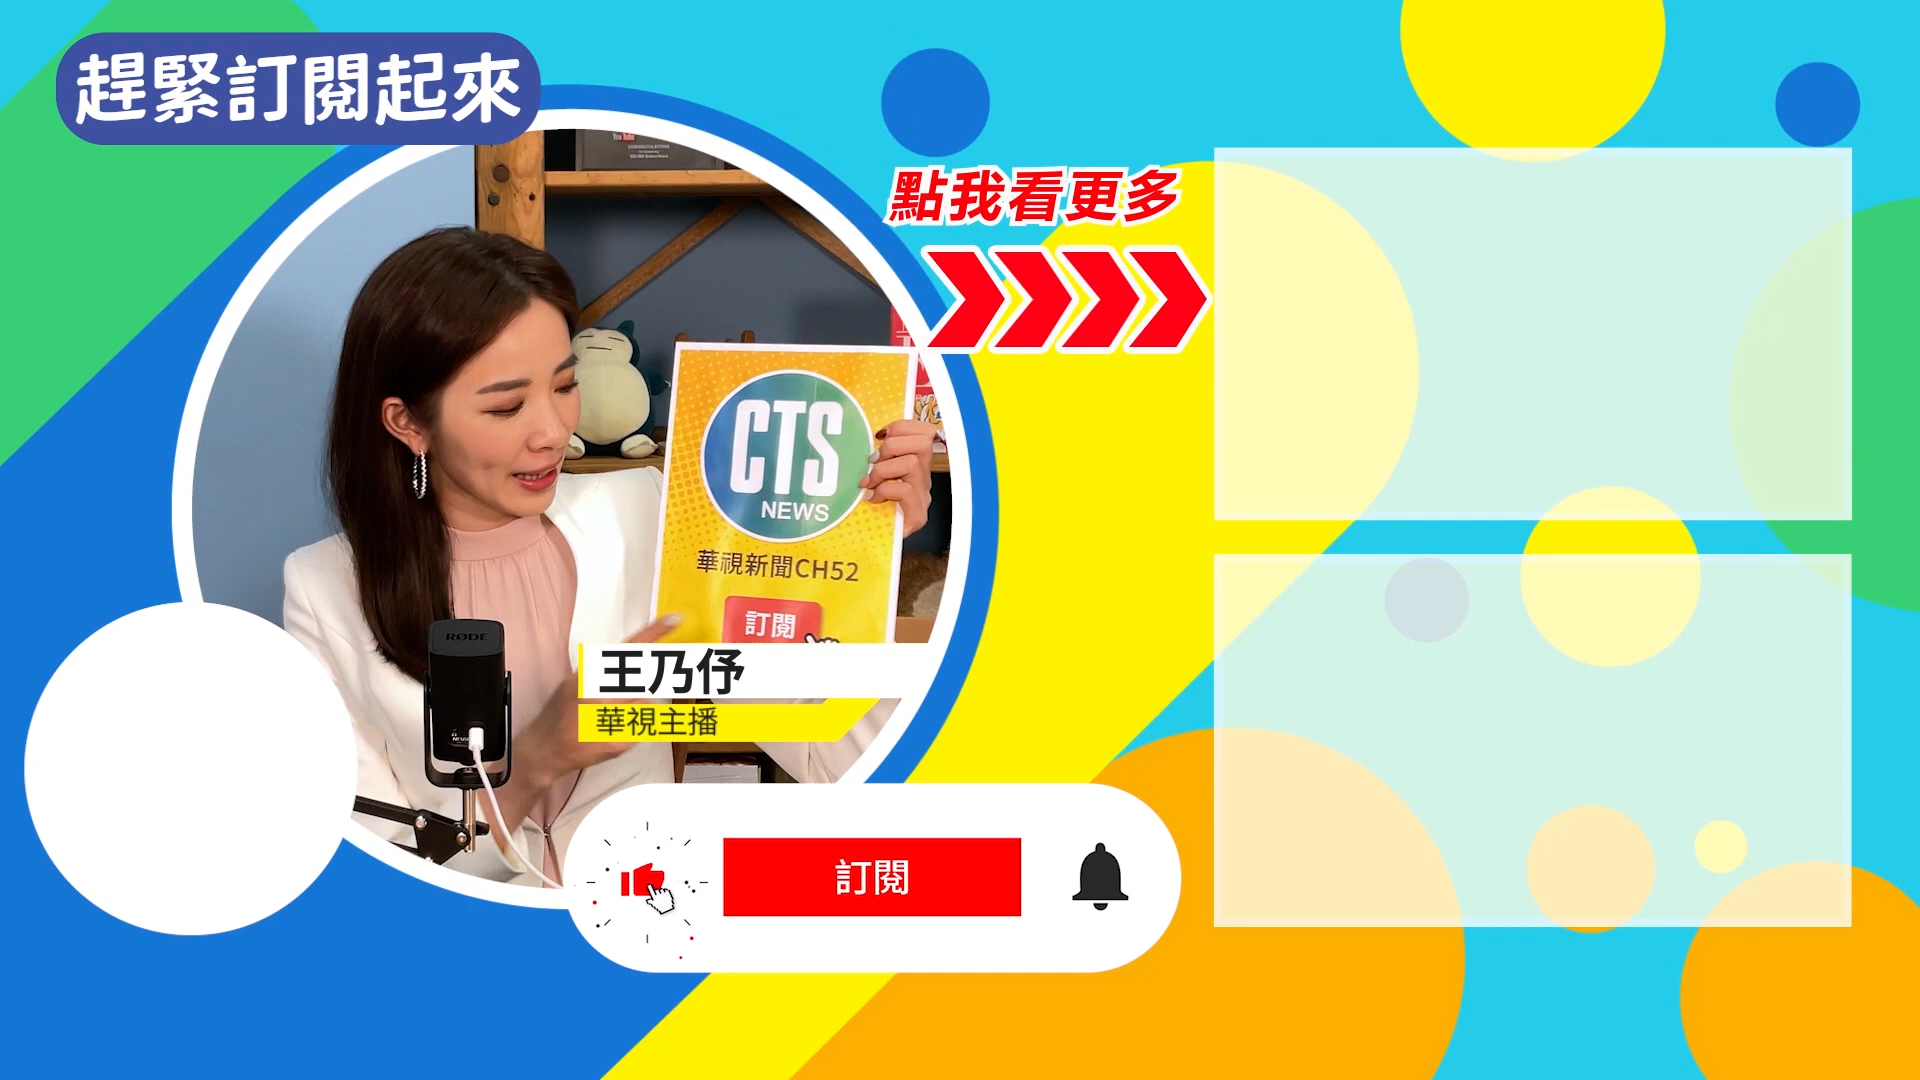 趕緊訂閱起來
點我看更多
CONGRATULATIONS
CTS
NEWS
華視新聞CH52
訂閱
RØDE
王乃伃
華視主播
訂閱